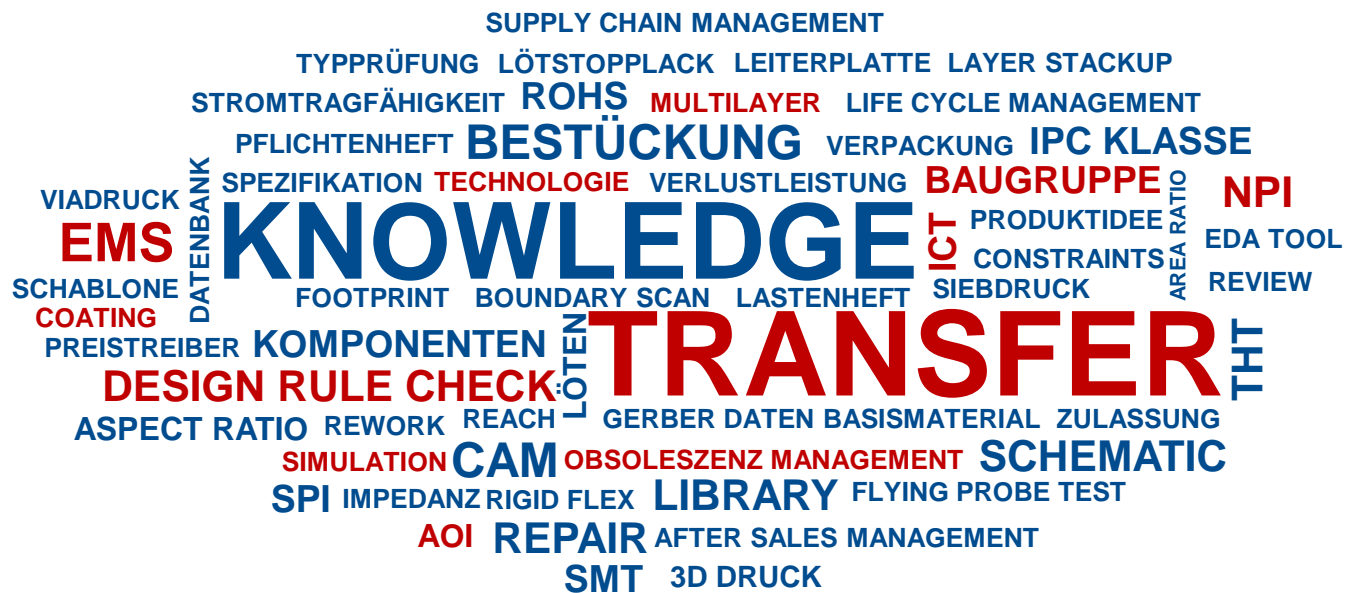 SUPPLY CHAIN MANAGEMENT
TYPPRÜFUNG LÖTSTOPPLACK LEITERPLATTE LAYER STACKUP
STROMTRAGFÄHIGKEIT ROHS MULTILAYER LIFE CYCLE MANAGEMENT
PFLICHTENHEFT BESTÜCKUNG VERPACKUNG IPC KLASSE
VIADRUCK DATENBANK SPEZIFIKATION TECHNOLOGIE VERLUSTLEISTUNG BAUGRUPPE AREA RATIO NPI
EMS KNOWLEDGE ICT PRODUKTIDEE EDA TOOL
CONSTRAINTS
SCHABLONE FOOTPRINT BOUNDARY SCAN LASTENHEFT SIEBDRUCK REVIEW
COATING
PREISTREIBER KOMPONENTEN LÖTEN TRANSFER THT
DESIGN RULE CHECK
ASPECT RATIO REWORK REACH GERBER DATEN BASISMATERIAL ZULASSUNG
SIMULATION CAM OBSOLESZENZ MANAGEMENT SCHEMATIC
SPI IMPEDANZ RIGID FLEX LIBRARY FLYING PROBE TEST
AOI REPAIR AFTER SALES MANAGEMENT
SMT 3D DRUCK